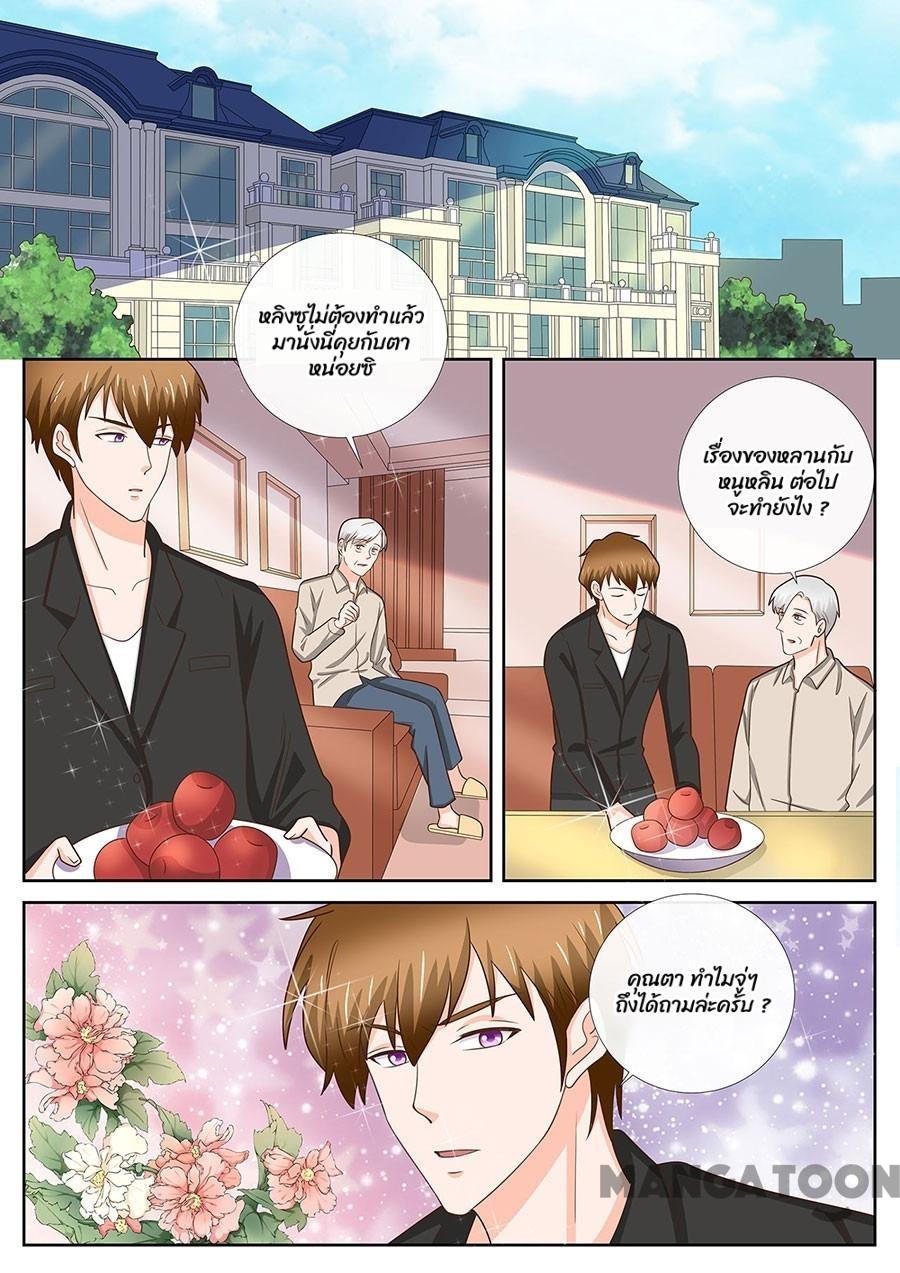 หลิงซูไม่ต้องทำแล้ว
มานั่งนี่คุยกับตา
หน่อยซิ
เรื่องของหลานกับ
หนูหลิน ต่อไป
จะทำยังไง ?
คุณตา ทำไมจู่ๆ
ถึงได้ถามล่ะครับ ?
MANGATOON